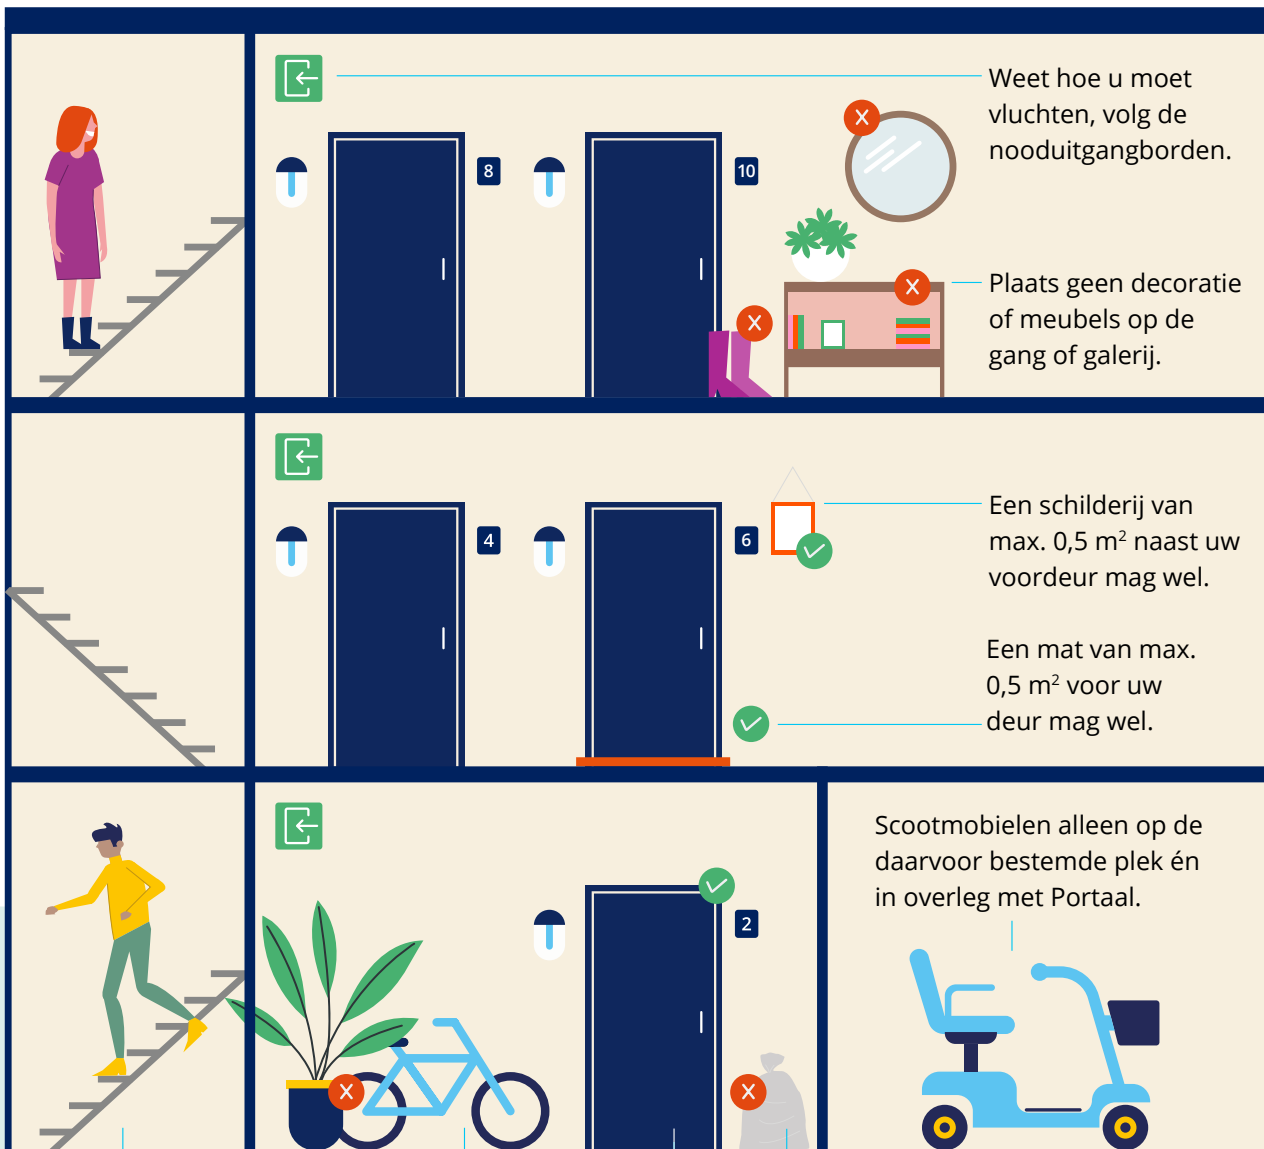 Weet hoe u moet
vluchten, volg de
nooduitgangborden.
8
10
Plaats geen decoratie
of meubels op de
gang of galerij.
4
6
Een schilderij van
max. 0,5 m² naast uw
voordeur mag wel.
Een mat van max.
0,5 m² voor uw
deur mag wel.
2
Scootmobielen alleen op de
daarvoor bestemde plek én
in overleg met Portaal.